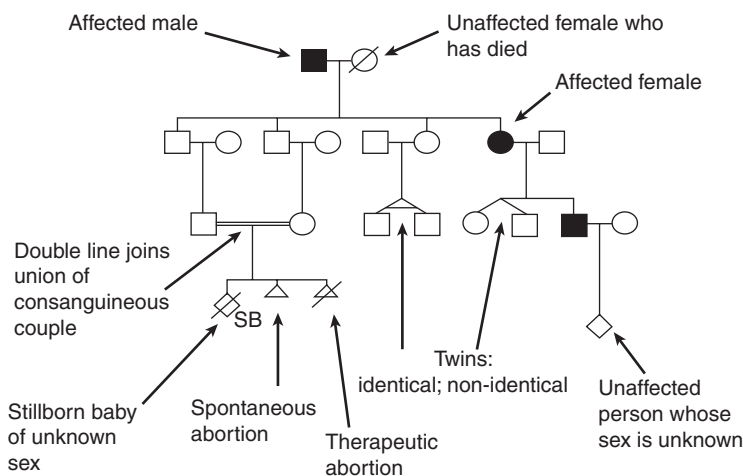 Affected male
Unaffected female who
has died
Affected female
Double line joins
union of
consanguineous
couple
SB
Twins:
identical; non-identical
Stillborn baby
of unknown
sex
Spontaneous
abortion
Therapeutic
abortion
Unaffected
person whose
sex is unknown